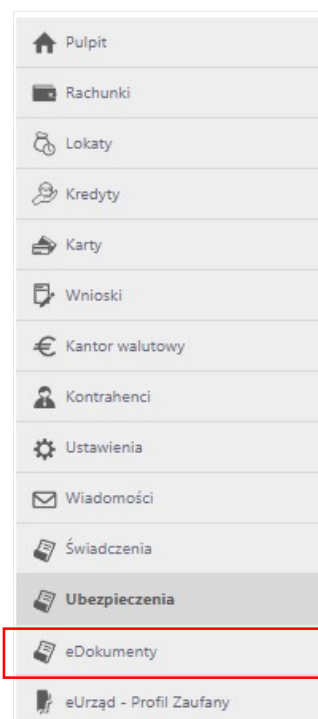 Pulpit
Rachunki
Lokaty
Kredyty
Karty
Wnioski
Kantor walutowy
Kontrahenci
Ustawienia
Wiadomości
Świadczenia
Ubezpieczenia
eDokumenty
eUrząd - Profil Zaufany